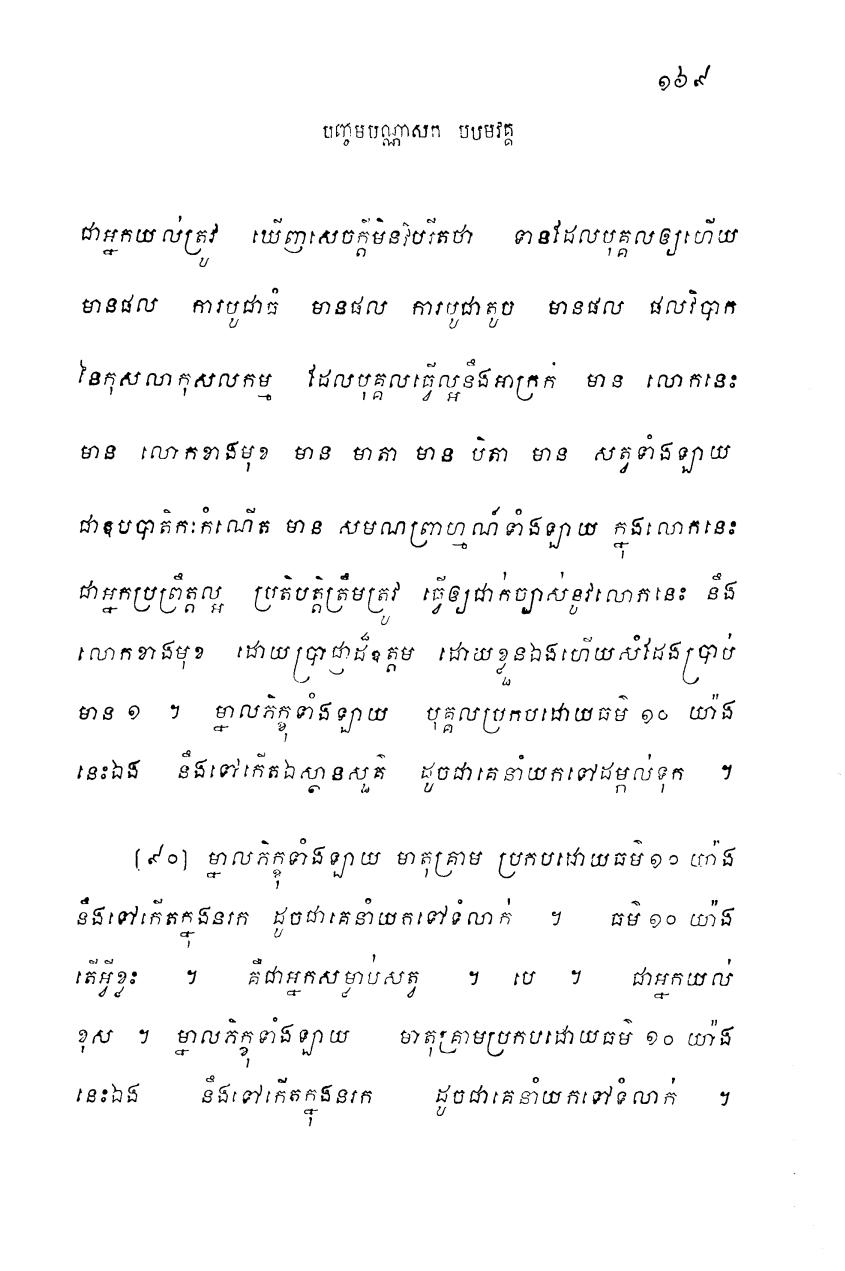 ១៦៩
បញ្ចមបណ្ណាសក បឋមវគ្គ
ជាអ្នកយល់ត្រូវ ឃើញសេចក្តីមិនវិបរីតថា ទានដែលបុគ្គលឲ្យហើយ
មានផល ការបូជាធំ មានផល ការបូជាតូច មានផល ផលវិបាក
នៃកុសលាកុសលកម្ម ដែលបុគ្គលធ្វើល្អនឹងអាក្រក់ មាន លោកនេះ
មាន លោកខាងមុខ មាន មាតា មាន បិតា មាន សត្វទាំងឡាយ
ជាឧបបាតិកៈកំណើត មាន សមណព្រាហ្មណ៍ទាំងឡាយ ក្នុងលោកនេះ
ជាអ្នកប្រព្រឹត្តល្អ ប្រតិបត្តិត្រឹមត្រូវ ធ្វើឲ្យជាក់ច្បាស់នូវលោកនេះ នឹង
លោកខាងមុខ ដោយប្រាជ្ញាដ៏ឧត្តម ដោយខ្លួនឯងហើយសំដែងប្រាប់
មាន ១ ។ ម្នាលភិក្ខុទាំងឡាយ បុគ្គលប្រកបដោយធម៌ ១០ យ៉ាង
នេះឯង នឹងទៅកើតឯស្ថានសួគ៌ ដូចជាគេនាំយកទៅដម្កល់ទុក ។
[៩០] ម្នាលភិក្ខុទាំងឡាយ មាតុគ្រាម ប្រកបដោយធម៌ ១០ យ៉ាង
នឹងទៅកើតក្នុងនរក ដូចជាគេនាំយកទៅទំលាក់ ។ ធម៌ ១០ យ៉ាង
តើអ្វីខ្លះ ។ គឺជាអ្នកសម្លាប់សត្វ ។ បេ ។ ជាអ្នកយល់
ខុស ។ ម្នាលភិក្ខុទាំងឡាយ មាតុគ្រាមប្រកបដោយធម៌ ១០ យ៉ាង
នេះឯង នឹងទៅកើតក្នុងនរក ដូចជាគេនាំយកទៅទំលាក់ ។